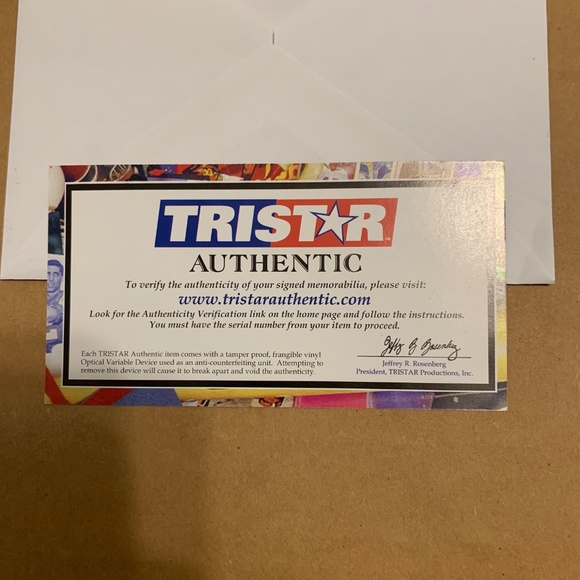 TRISTAR™
AUTHENTIC
To verify the authenticity of your signed memorabilia, please visit:
www.tristarauthentic.com
Look for the Authenticity Verification link on the home page and follow the instructions.
You must have the serial number from your item to proceed.
Each TRISTAR Authentic item comes with a tamper proof, frangible vinyl
Optical Variable Device used as an anti-counterfeiting unit. Attempting to
remove this device will cause it to break apart and void the authenticity.
Jeffrey R. Rosenberg
President, TRISTAR Productions, Inc.